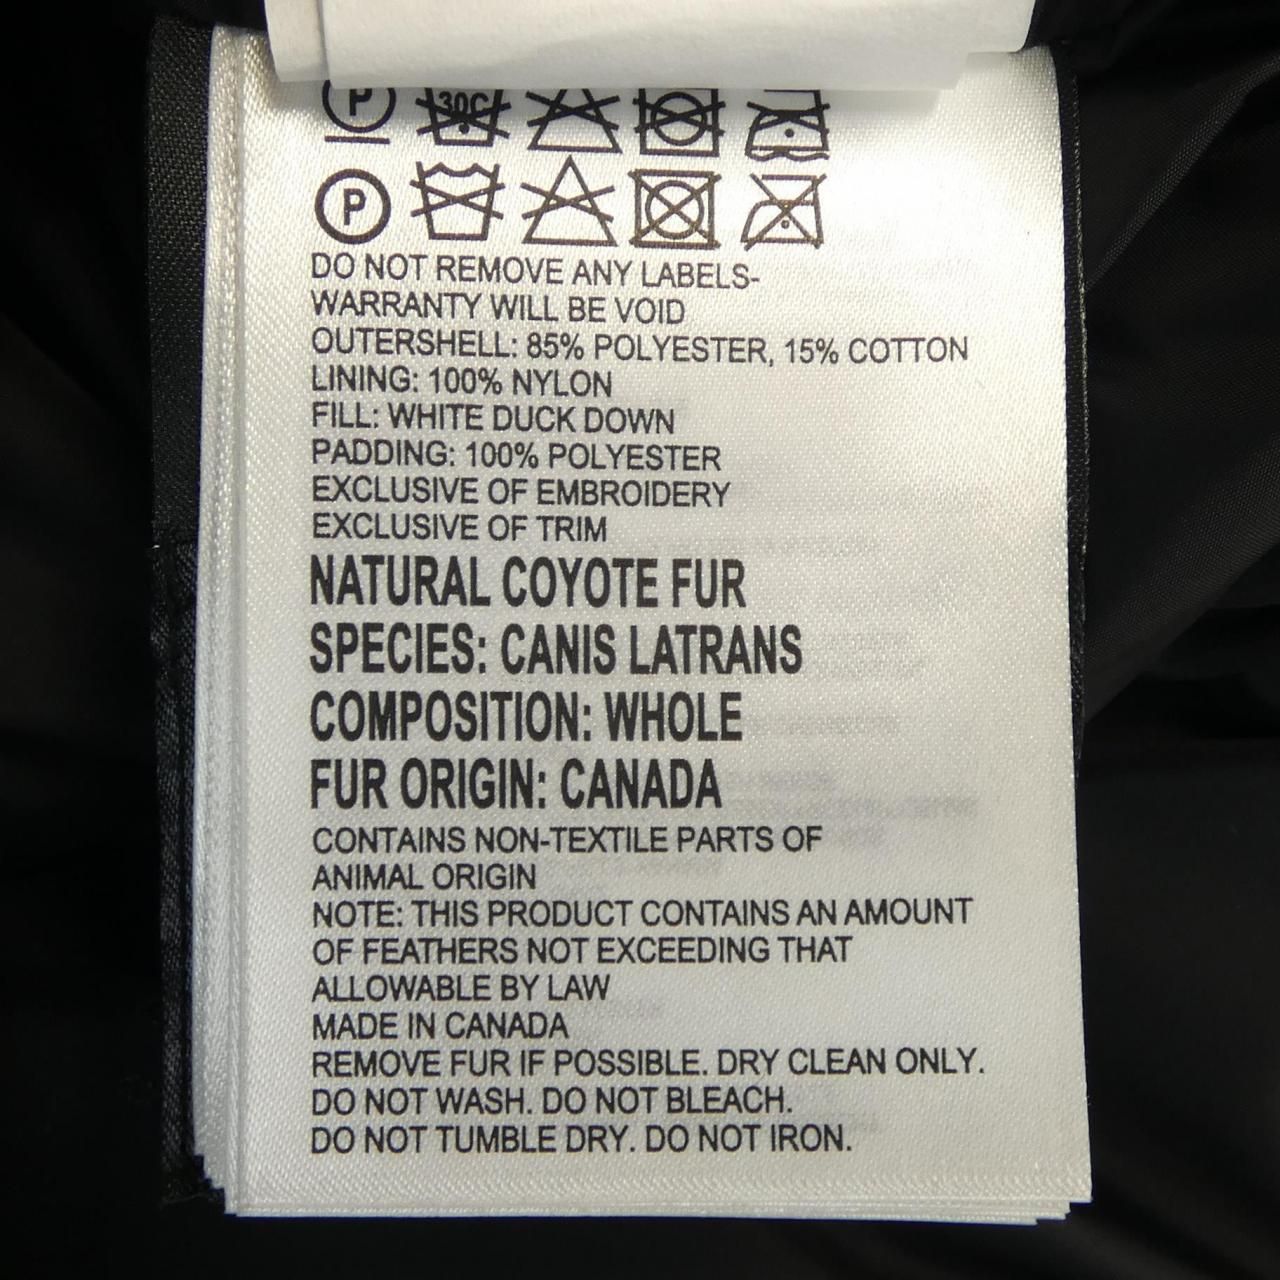 P 30C
P
DO NOT REMOVE ANY LABELS-
WARRANTY WILL BE VOID
OUTERSHELL: 85% POLYESTER, 15% COTTON
LINING: 100% NYLON
FILL: WHITE DUCK DOWN
PADDING: 100% POLYESTER
EXCLUSIVE OF EMBROIDERY
EXCLUSIVE OF TRIM
NATURAL COYOTE FUR
SPECIES: CANIS LATRANS
COMPOSITION: WHOLE
FUR ORIGIN: CANADA
CONTAINS NON-TEXTILE PARTS OF
ANIMAL ORIGIN
NOTE: THIS PRODUCT CONTAINS AN AMOUNT
OF FEATHERS NOT EXCEEDING THAT
ALLOWABLE BY LAW
MADE IN CANADA
REMOVE FUR IF POSSIBLE. DRY CLEAN ONLY.
DO NOT WASH. DO NOT BLEACH.
DO NOT TUMBLE DRY. DO NOT IRON.